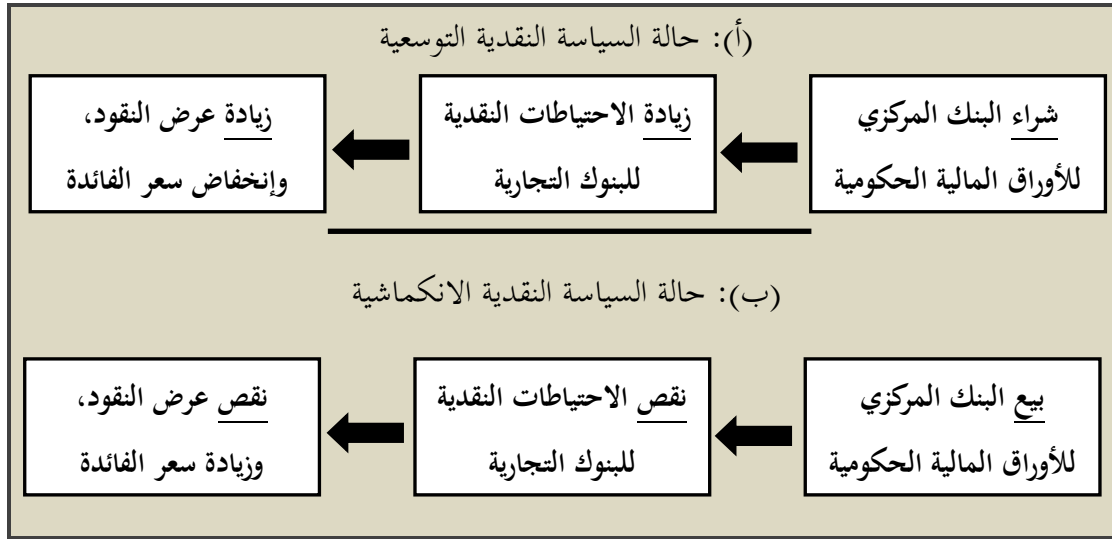 (أ): حالة السياسة النقدية التوسعية
شراء البنك المركزي
للأوراق المالية الحكومية
زيادة الاحتياطات النقدية
للبنوك التجارية
زيادة عرض النقود،
وإنخفاض سعر الفائدة
(ب): حالة السياسة النقدية الانكماشية
بيع البنك المركزي
للأوراق المالية الحكومية
نقص الاحتياطات النقدية
للبنوك التجارية
نقص عرض النقود،
وزيادة سعر الفائدة